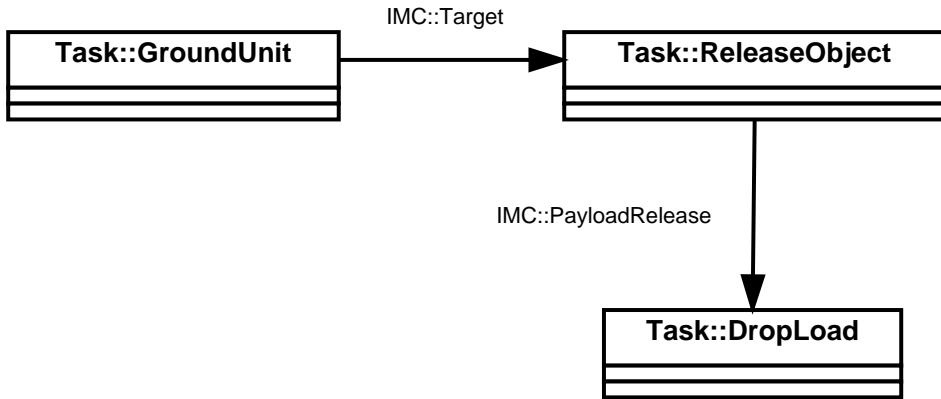 IMC::Target
Task::GroundUnit
Task::ReleaseObject
IMC::PayloadRelease
Task::DropLoad